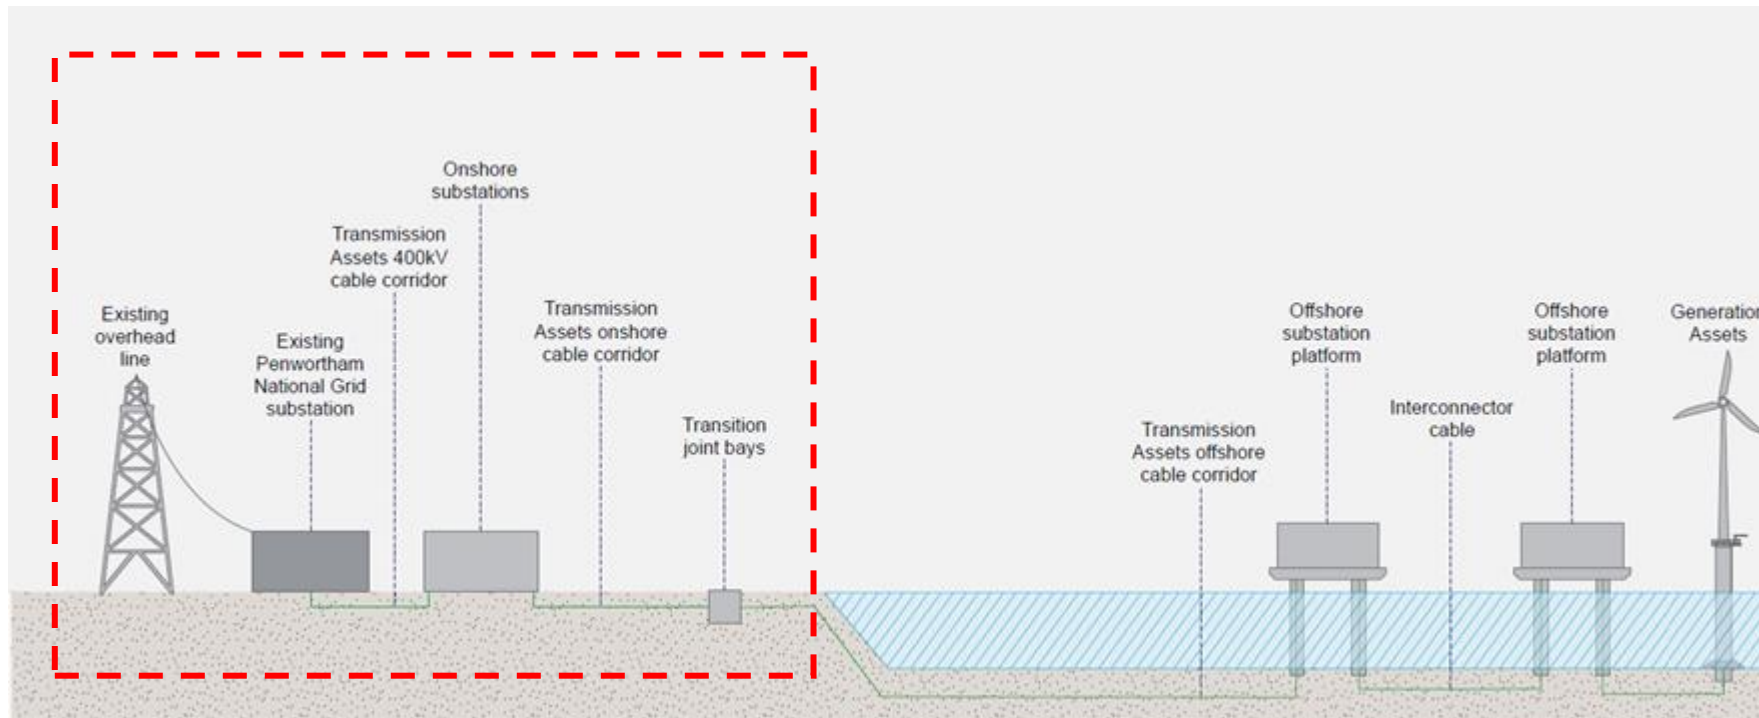 Existing
overhead
line
Existing
Penwortham
National Grid
substation
Transmission
Assets 400kV
cable corridor
Onshore
substations
Transmission
Assets onshore
cable corridor
Transition
joint bays
Transmission
Assets offshore
cable corridor
Offshore
substation
platform
Interconnector
cable
Offshore
substation
platform
Generation
Assets